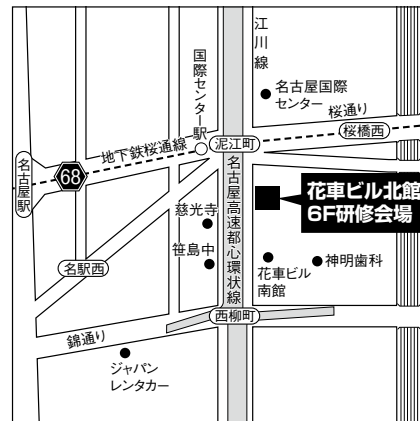 江川線
国際センター駅
名古屋国際
センター
桜通り
桜橋西
泥江町
地下鉄桜通線
名古屋駅
68
名古屋高速都心環状線
花車ビル北館
6F研修会場
慈光寺
笹島中
名駅西
花車ビル
南館
神明歯科
西柳町
錦通り
ジャパン
レンタカー